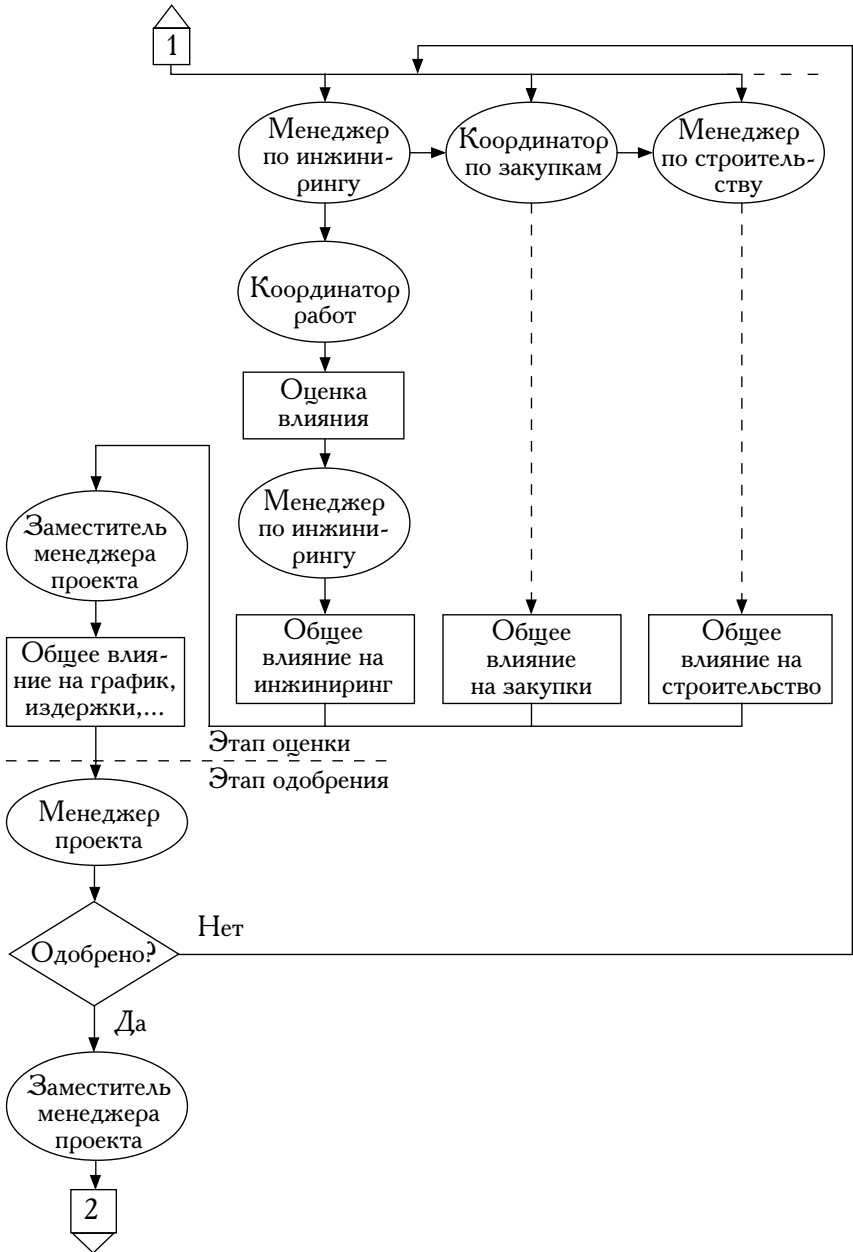 1
Менеджер
по инжини-
рингу
Координатор
по закупкам
Менеджер
по строитель-
ству
Координатор
работ
Оценка
влияния
Менеджер
по инжини-
рингу
Заместитель
менеджера
проекта
Общее
влияние на
инжиниринг
Общее
влияние
на закупки
Общее
влияние на
строительство
Общее влия-
ние на график,
издержки,...
Этап оценки
Этап одобрения
Менеджер
проекта
Одобрено?
Нет
Да
Заместитель
менеджера
проекта
2